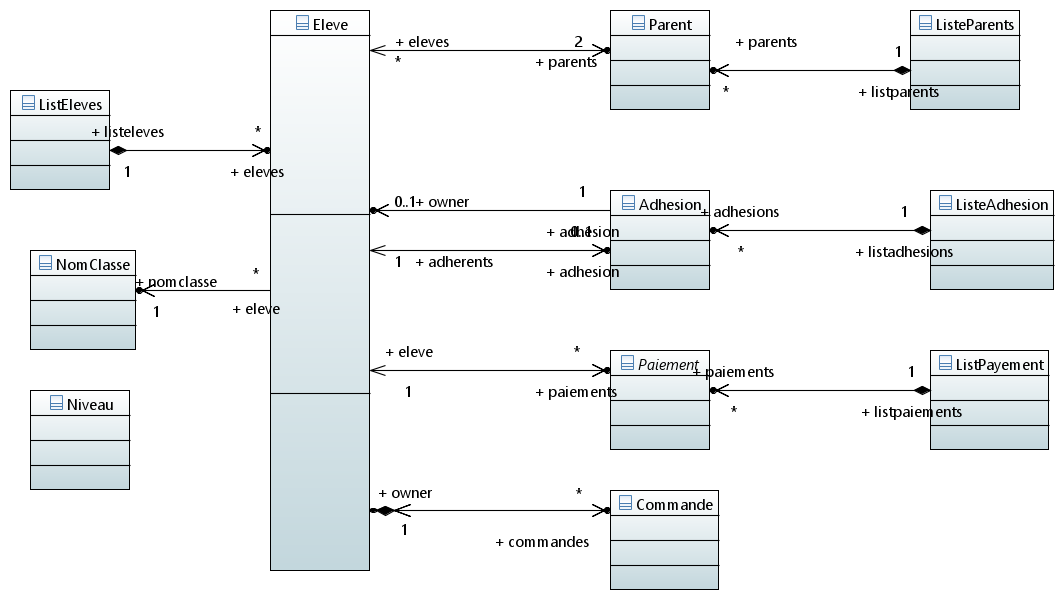 Eleve
Parent
ListeParents
+ eleves
2
+ parents
1
*
+ parents
*
+ listparents
ListEleves
+ listeleves
*
1
+ eleves
1
0..1
+ owner
Adhesion
+ adhesions
1
ListeAdhesion
+ adhesion
0..1
*
+ listadhesions
1
+ adherents
+ adhesion
NomClasse
*
+ nomclasse
1
+ eleve
+ eleve
*
Paiement
+ paiements
1
ListPayement
1
+ paiements
*
+ listpaiements
Niveau
+ owner
*
Commande
1
+ commandes